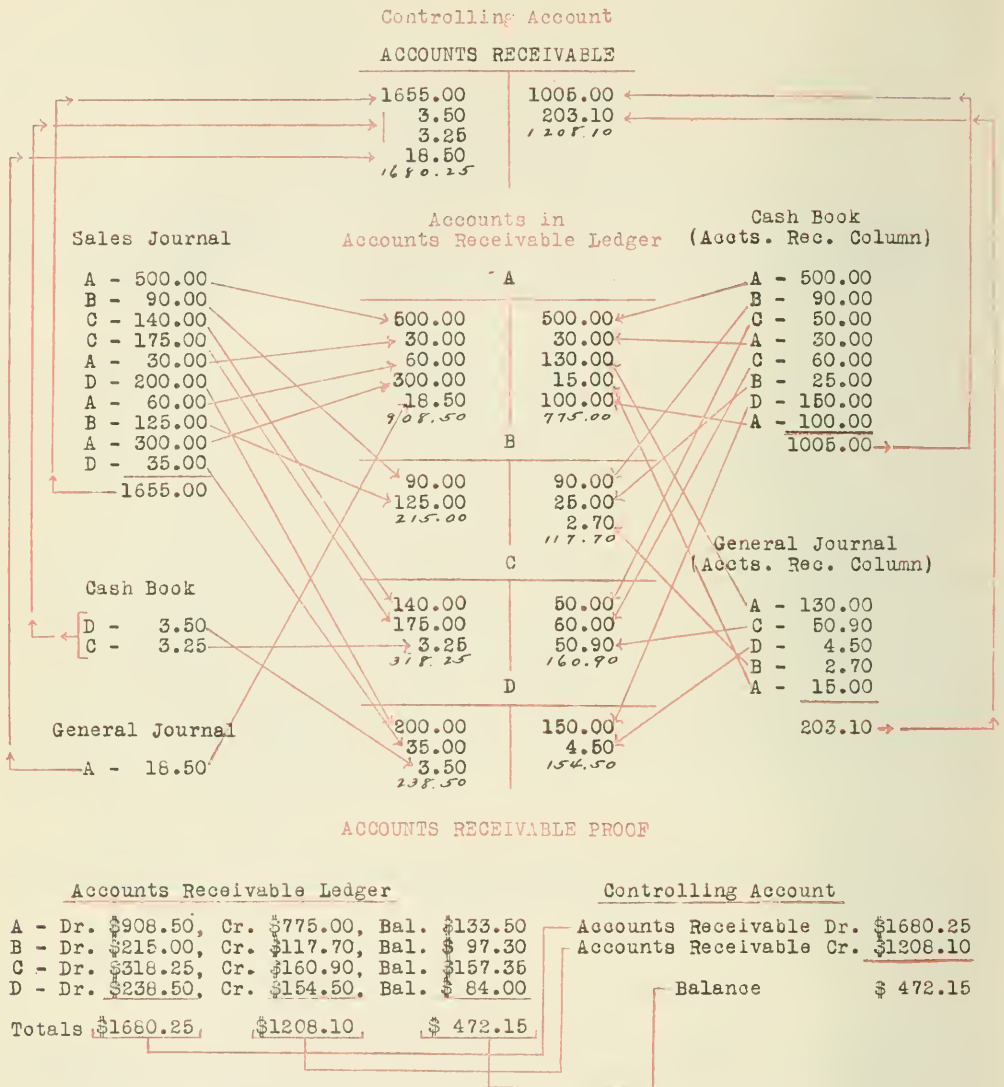 Controlling Account
ACCOUNTS RECEIVABLE
1655.00 1005.00
3.50 203.10
3.25 1208.10
18.50
1680.25
Sales Journal
A - 500.00
B - 90.00
C - 140.00
C - 175.00
A - 30.00
D - 200.00
A - 60.00
B - 125.00
A - 300.00
D - 35.00
1655.00
Cash Book
D - 3.50
C - 3.25
General Journal
A - 18.50
Accounts in
Accounts Receivable Ledger
A
500.00 500.00
30.00 30.00
60.00 130.00
300.00 15.00
18.50 100.00
908.50 775.00
B
90.00 90.00
125.00 25.00
215.00 2.70
117.70
C
140.00 50.00
175.00 60.00
3.25 50.90
318.25 160.90
D
200.00 150.00
35.00 4.50
3.50 154.50
238.50
Cash Book
(Accts. Rec. Column)
A - 500.00
B - 90.00
C - 50.00
A - 30.00
C - 60.00
B - 25.00
D - 150.00
A - 100.00
1005.00
General Journal
(Accts. Rec. Column)
A - 130.00
C - 50.90
D - 4.50
B - 2.70
A - 15.00
203.10
ACCOUNTS RECEIVABLE PROOF
Accounts Receivable Ledger
A - Dr. $908.50, Cr. $775.00, Bal. $133.50
B - Dr. $215.00, Cr. $117.70, Bal. $ 97.30
C - Dr. $318.25, Cr. $160.90, Bal. $157.35
D - Dr. $238.50, Cr. $154.50, Bal. $ 84.00
Totals $1680.25, $1208.10, $ 472.15
Controlling Account
Accounts Receivable Dr. $1680.25
Accounts Receivable Cr. $1208.10
Balance $ 472.15